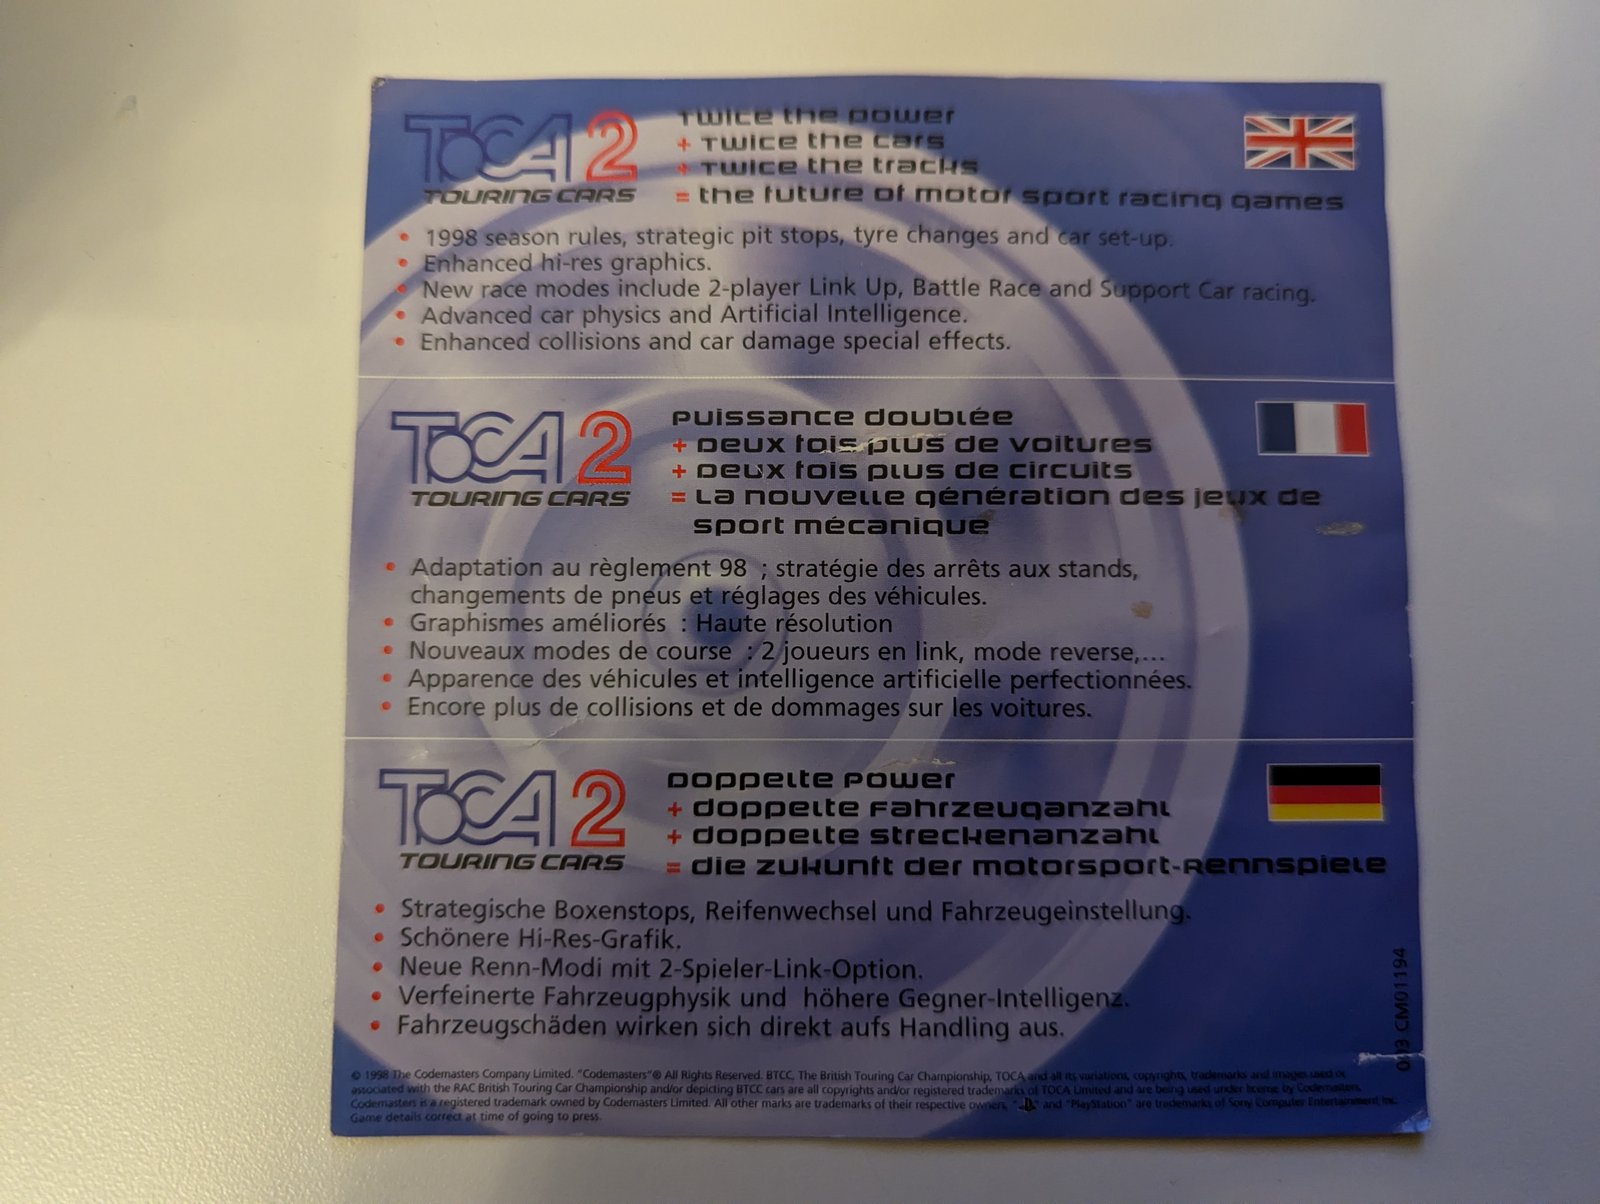 TOCA 2
TOURING CARS
Twice the power
+ Twice the cars
+ Twice the tracks
= the future of motor sport racing games
• 1998 season rules, strategic pit stops, tyre changes and car set-up.
• Enhanced hi-res graphics.
• New race modes include 2-player Link Up, Battle Race and Support Car racing.
• Advanced car physics and Artificial Intelligence.
• Enhanced collisions and car damage special effects.
TOCA 2
TOURING CARS
Puissance doublée
+ Deux fois plus de voitures
+ Deux fois plus de circuits
= La nouvelle génération des jeux de
sport mécanique
• Adaptation au règlement 98 ; stratégie des arrêts aux stands,
changements de pneus et réglages des véhicules.
• Graphismes améliorés : Haute résolution
• Nouveaux modes de course : 2 joueurs en link, mode reverse,...
• Apparence des véhicules et intelligence artificielle perfectionnées.
• Encore plus de collisions et de dommages sur les voitures.
TOCA 2
TOURING CARS
Doppelte Power
+ doppelte Fahrzeuganzahl
+ doppelte Streckenanzahl
= die Zukunft der Motorsport-Rennspiele
• Strategische Boxenstops, Reifenwechsel und Fahrzeugeinstellung.
• Schönere Hi-Res-Grafik.
• Neue Renn-Modi mit 2-Spieler-Link-Option.
• Verfeinerte Fahrzeugphysik und höhere Gegner-Intelligenz.
• Fahrzeugschäden wirken sich direkt aufs Handling aus.
© 1998 The Codemasters Company Limited. "Codemasters"® All Rights Reserved. BTCC, The British Touring Car Championship, TOCA and all its variations, copyrights, trademarks and images used or
associated with the RAC British Touring Car Championship and/or depicting BTCC cars are all copyrights and/or registered trademarks of TOCA Limited and are being used under license by Codemasters.
Codemasters is a registered trademark owned by Codemasters Limited. All other marks are trademarks of their respective owners. " " and "PlayStation" are trademarks of Sony Computer Entertainment Inc.
Game details correct at time of going to press.
CM01194